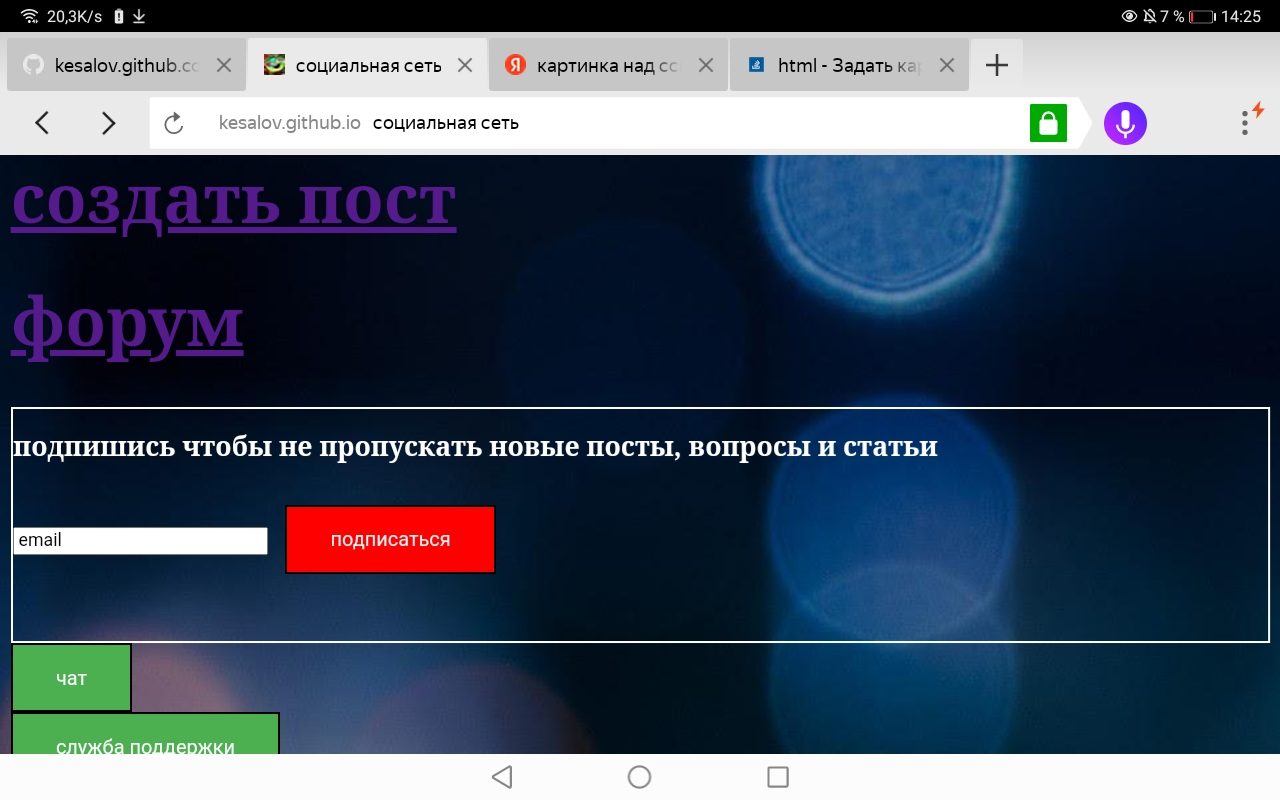 20,3K/s 7 % 14:25
kesalov.github.co социальная сеть картинка над сс html - Задать кар
kesalov.github.io социальная сеть
создать пост
форум
подпишись чтобы не пропускать новые посты, вопросы и статьи
email подписаться
чат
служба поддержки